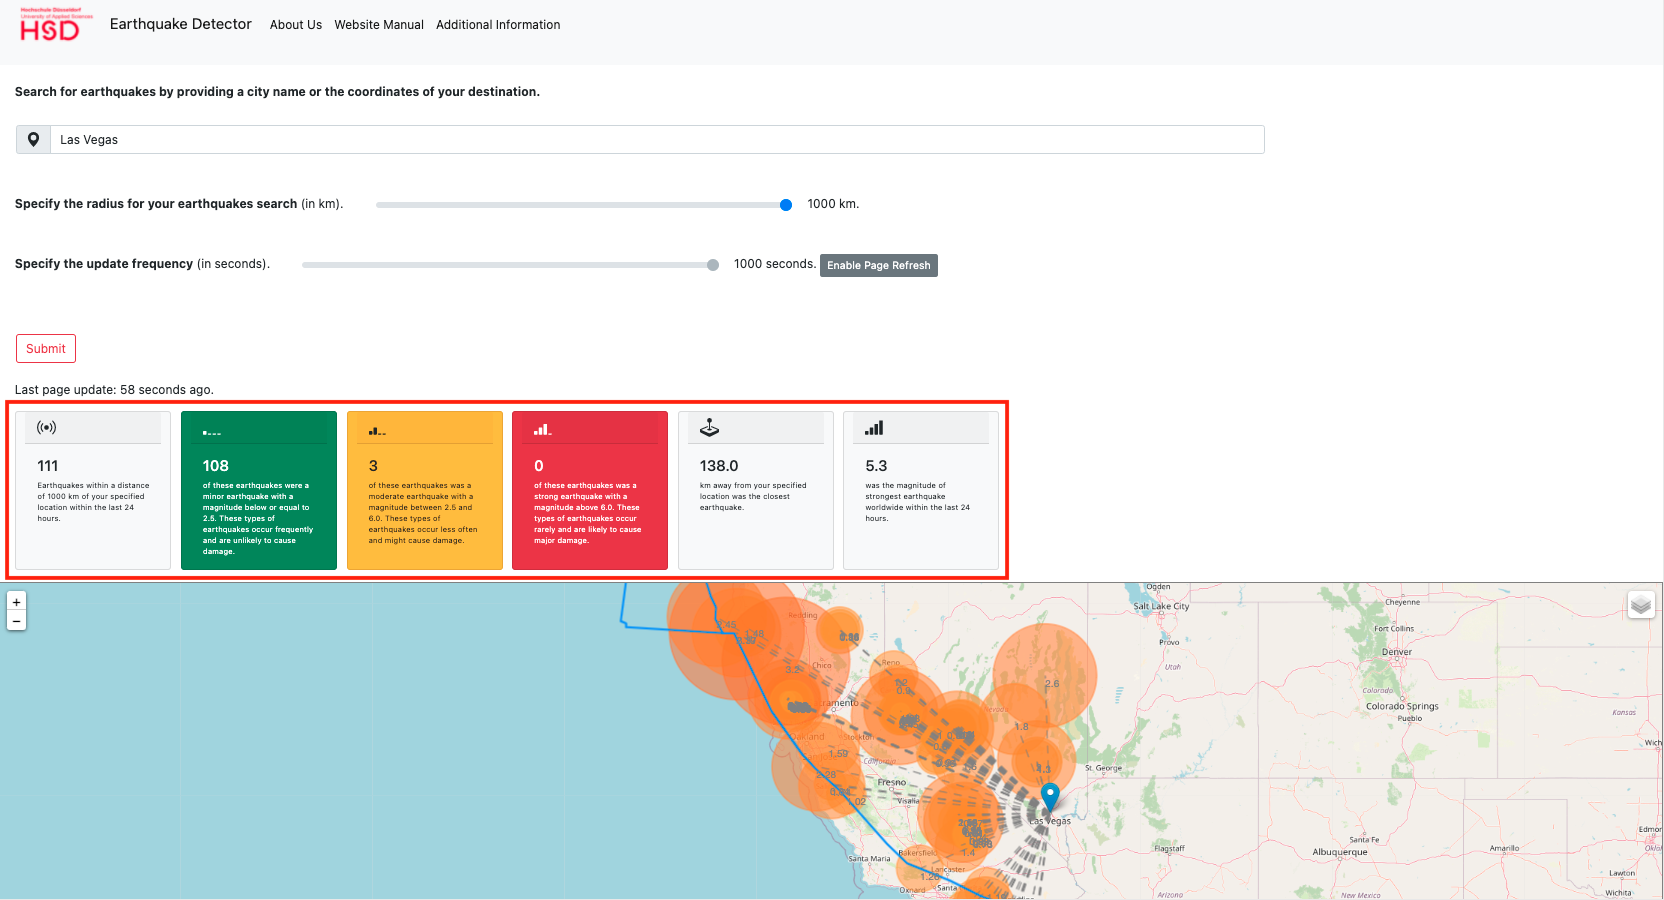 Hochschule Düsseldorf
University of Applied Sciences
HSD
Earthquake Detector
About Us
Website Manual
Additional Information
Search for earthquakes by providing a city name or the coordinates of your destination.
Las Vegas
Specify the radius for your earthquakes search (in km).
1000 km.
Specify the update frequency (in seconds).
1000 seconds.
Enable Page Refresh
Submit
Last page update: 58 seconds ago.
111
Earthquakes within a distance
of 1000 km of your specified
location within the last 24
hours.
108
of these earthquakes were a
minor earthquake with a
magnitude below or equal to
2.5. These types of
earthquakes occur frequently
and are unlikely to cause
damage.
3
of these earthquakes was a
moderate earthquake with a
magnitude between 2.5 and
6.0. These types of
earthquakes occur less often
and might cause damage.
0
of these earthquakes was a
strong earthquake with a
magnitude above 6.0. These
types of earthquakes occur
rarely and are likely to cause
major damage.
138.0
km away from your specified
location was the closest
earthquake.
5.3
was the magnitude of
strongest earthquake
worldwide within the last 24
hours.
+
−
Redding
Chico
3.2
Reno
Oakland
Stockton
California
Fresno
Visalia
Santa Maria
Bakersfield
Lancaster
Oxnard
Santa
1.59
2.28
1.02
1.4
1.8
2.6
Nevada
Las Vegas
St. George
Ogden
Salt Lake City
Provo
Utah
Cheyenne
Fort Collins
Denver
Colorado
Colorado Springs
Pueblo
Kansas
Wich
Flagstaff
Arizona
Santa Fe
Albuquerque
New Mexico
Amarillo
Edmor
Lawton
Wichita